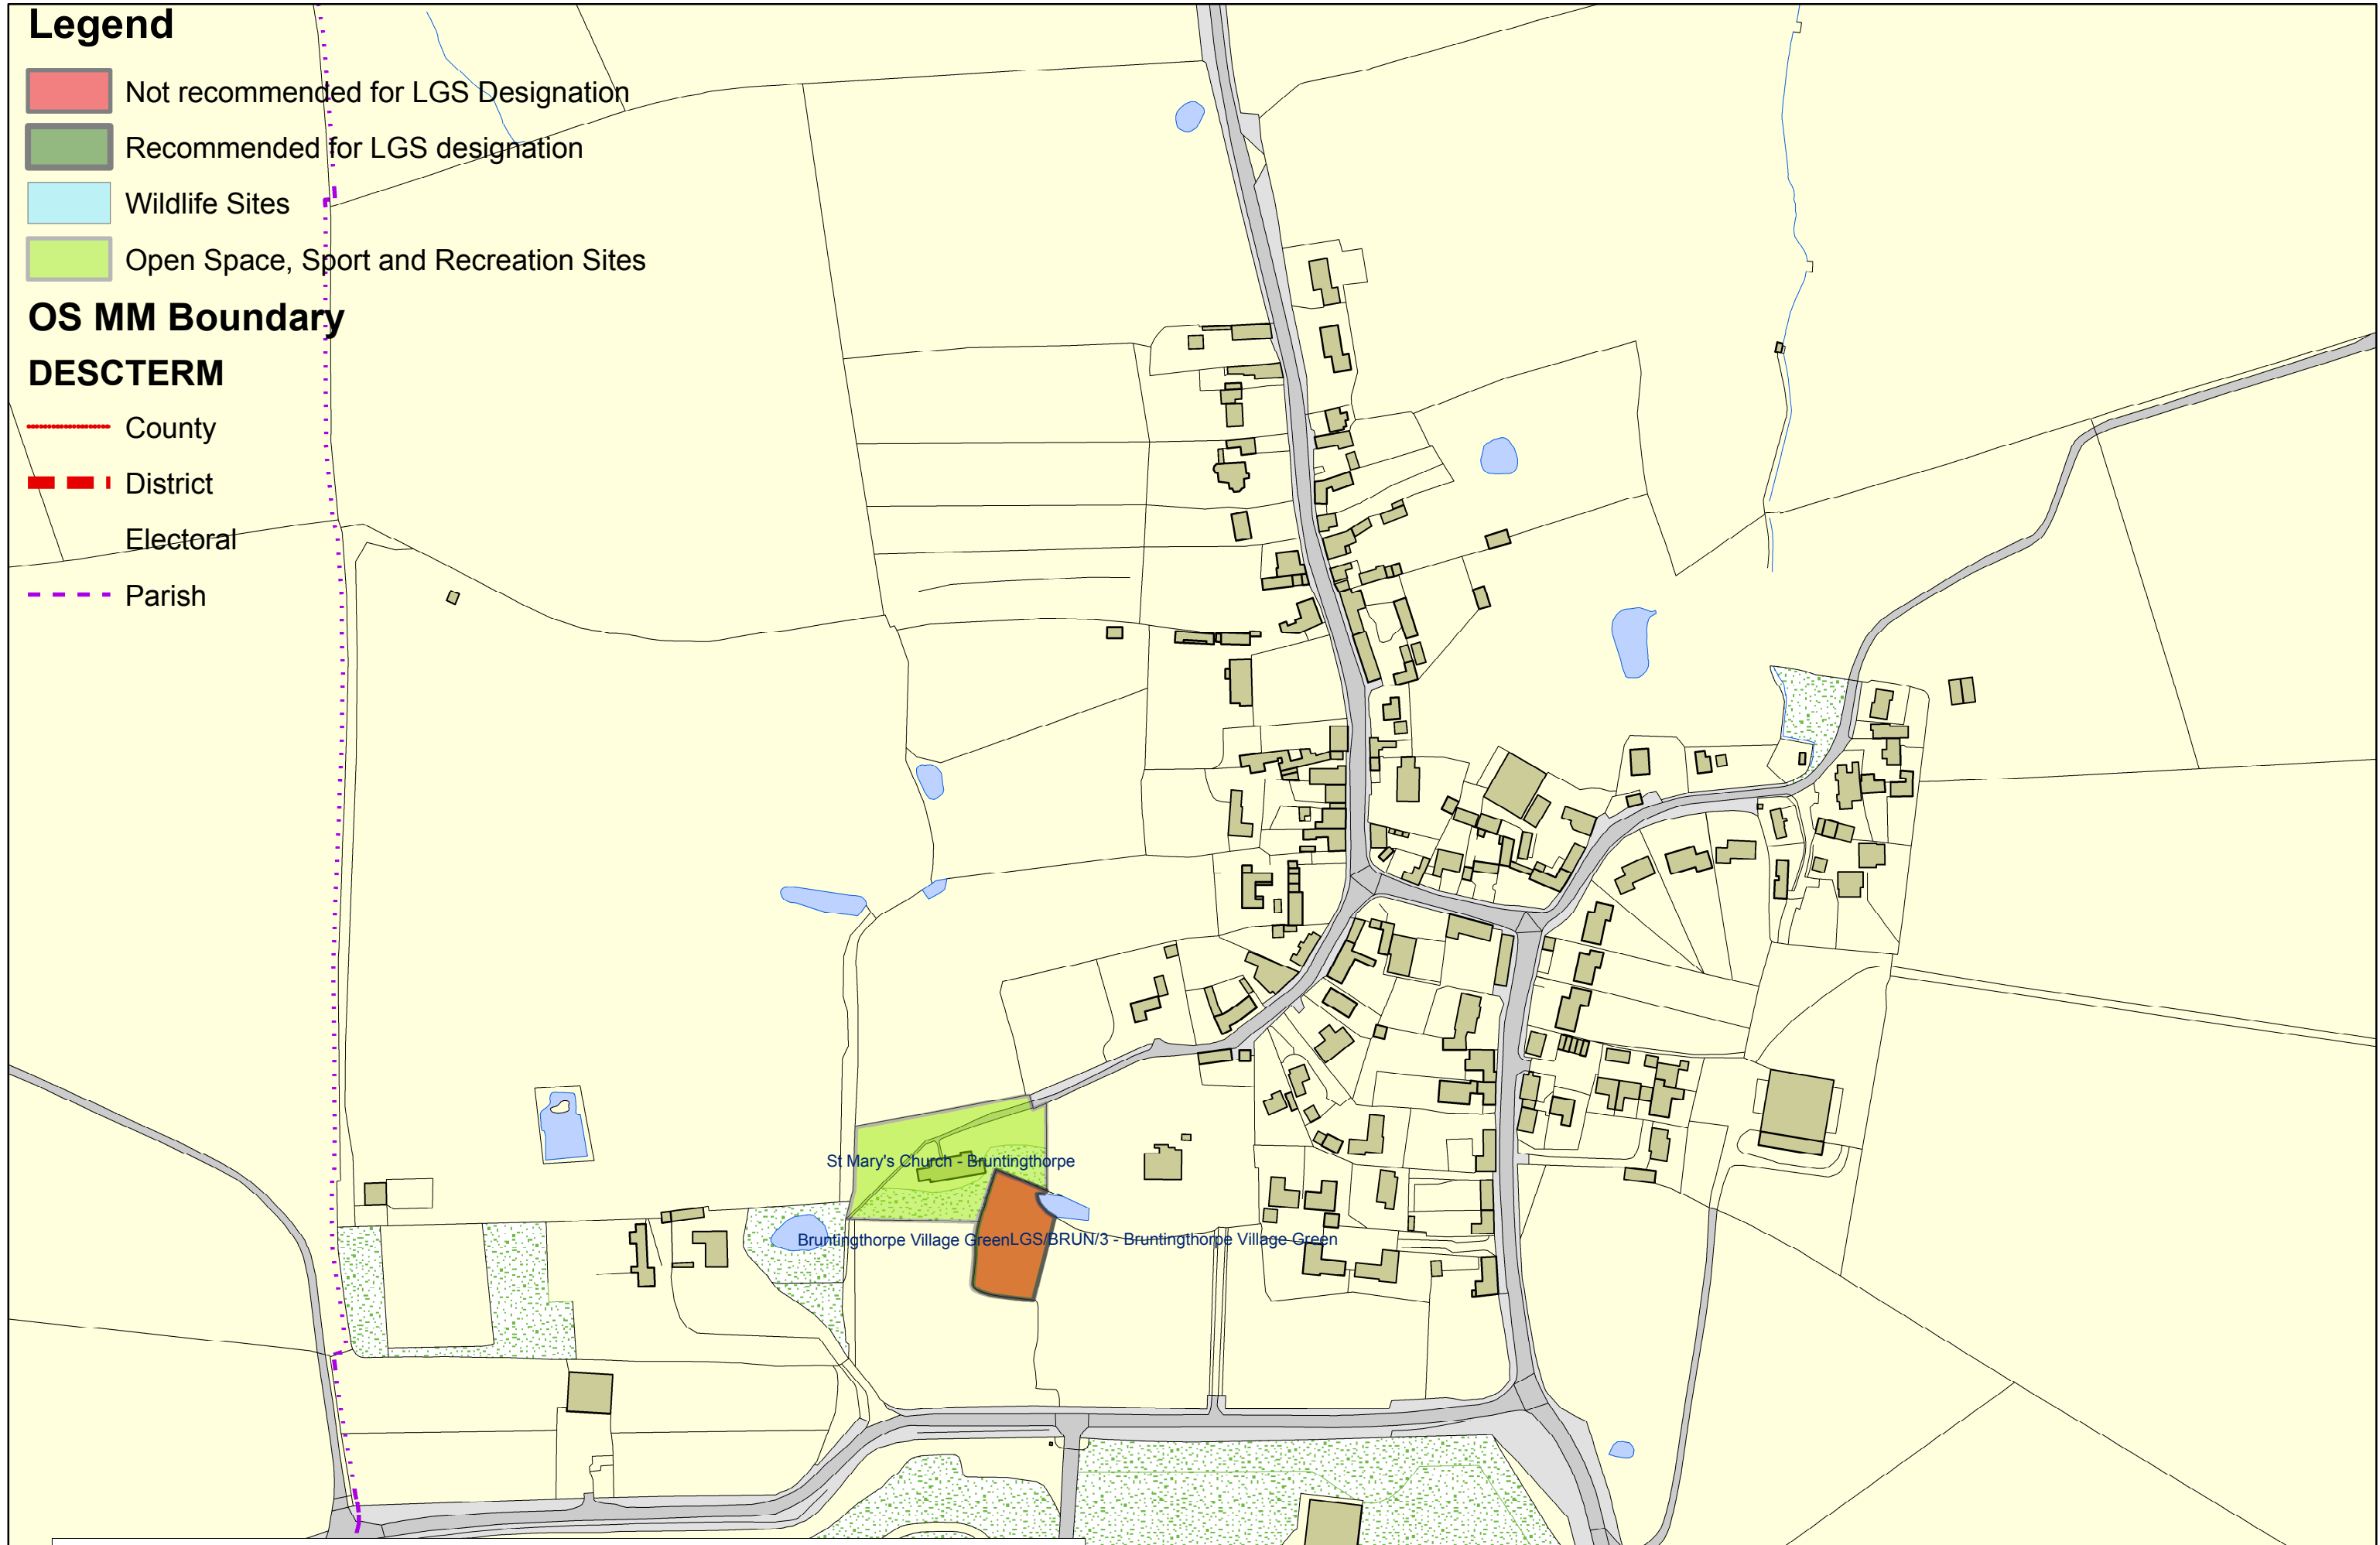 Legend
Not recommended for LGS Designation
Recommended for LGS designation
Wildlife Sites
Open Space, Sport and Recreation Sites
OS MM Boundary
DESCTERM
County
District
Electoral
Parish
St Mary's Church - Bruntingthorpe
Bruntingthorpe Village GreenLGS/BRUN/3 - Bruntingthorpe Village Green